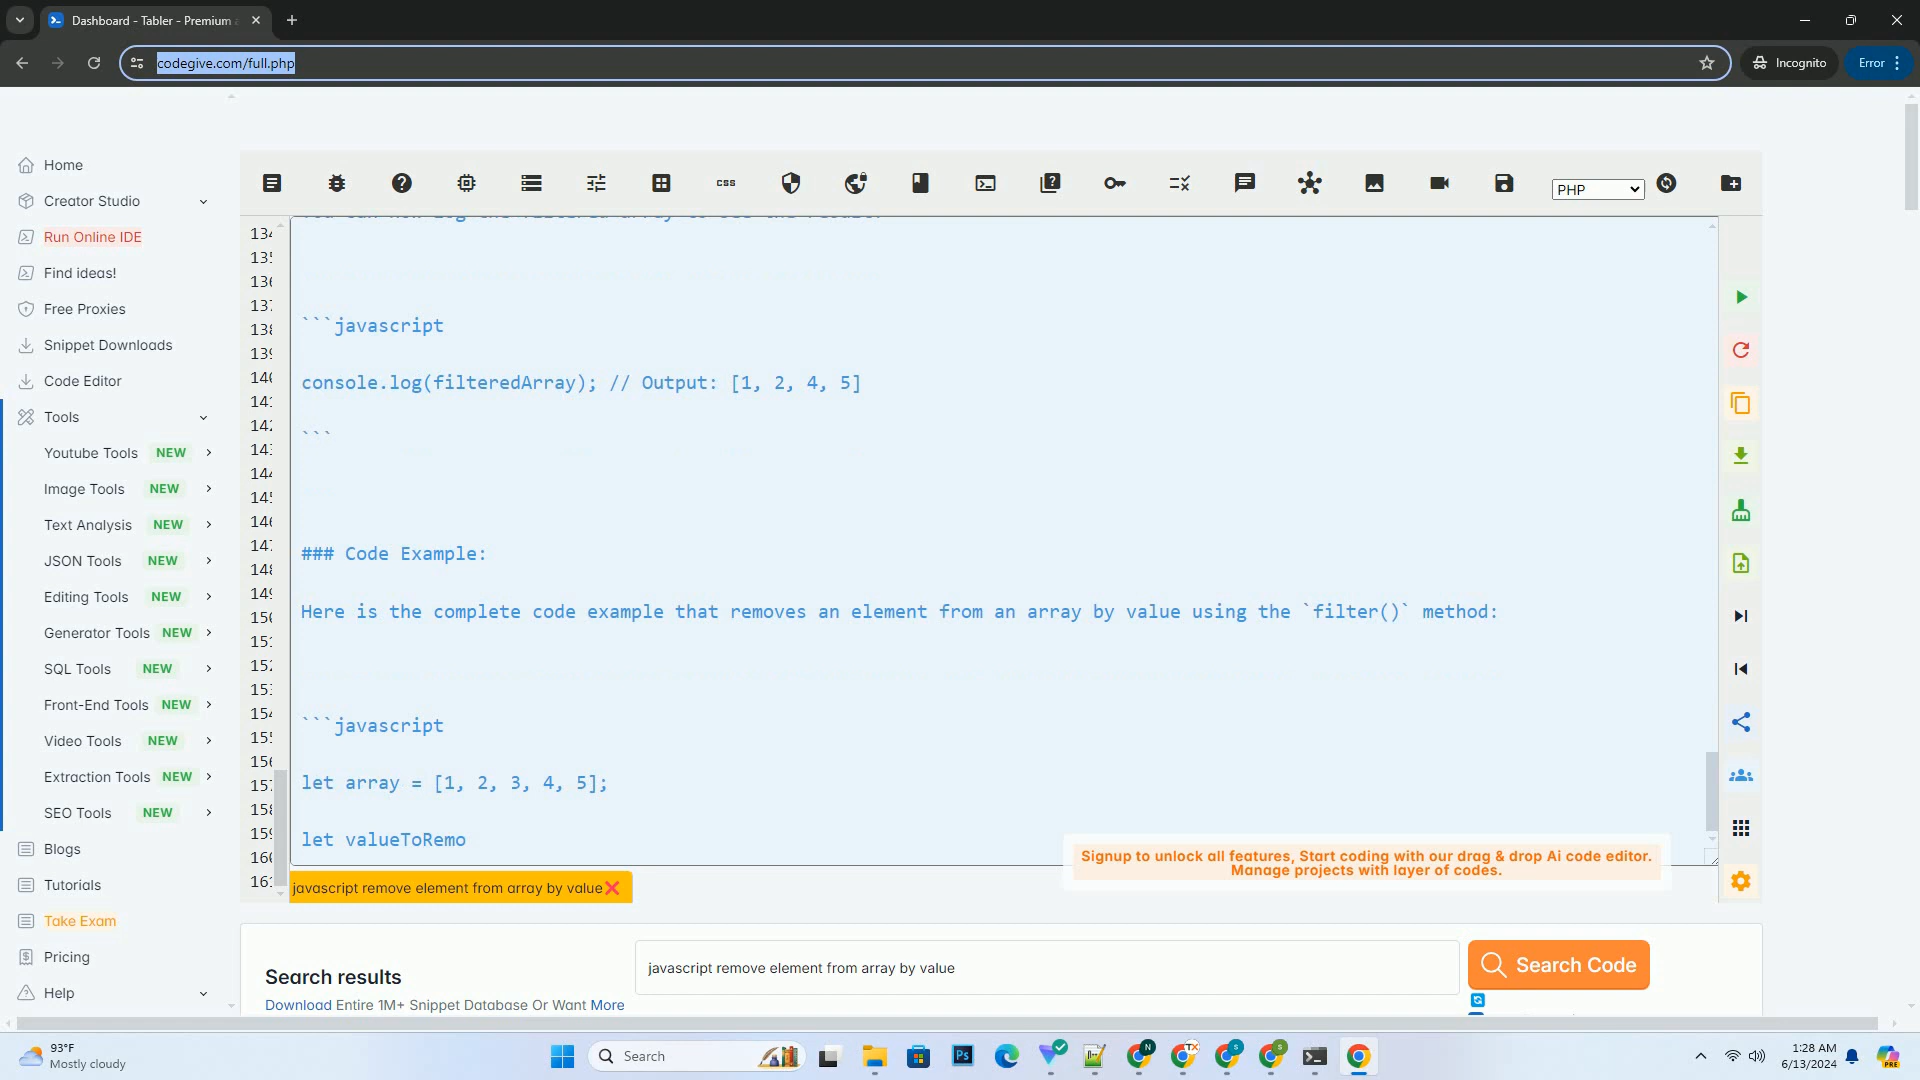 Dashboard - Tabler - Premium
codegive.com/full.php
Incognito
Error
Home
Creator Studio
Run Online IDE
Find ideas!
Free Proxies
Snippet Downloads
Code Editor
Tools
Youtube Tools NEW
Image Tools NEW
Text Analysis NEW
JSON Tools NEW
Editing Tools NEW
Generator Tools NEW
SQL Tools NEW
Front-End Tools NEW
Video Tools NEW
Extraction Tools NEW
SEO Tools NEW
Blogs
Tutorials
Take Exam
Pricing
Help
css
PHP
```javascript
console.log(filteredArray); // Output: [1, 2, 4, 5]
```
### Code Example:
Here is the complete code example that removes an element from an array by value using the `filter()` method:
```javascript
let array = [1, 2, 3, 4, 5];
let valueToRemo
Signup to unlock all features, Start coding with our drag & drop Ai code editor.
Manage projects with layer of codes.
javascript remove element from array by value
Search results
javascript remove element from array by value
Search Code
Download Entire 1M+ Snippet Database Or Want More
93°F
Mostly cloudy
Search
1:28 AM
6/13/2024